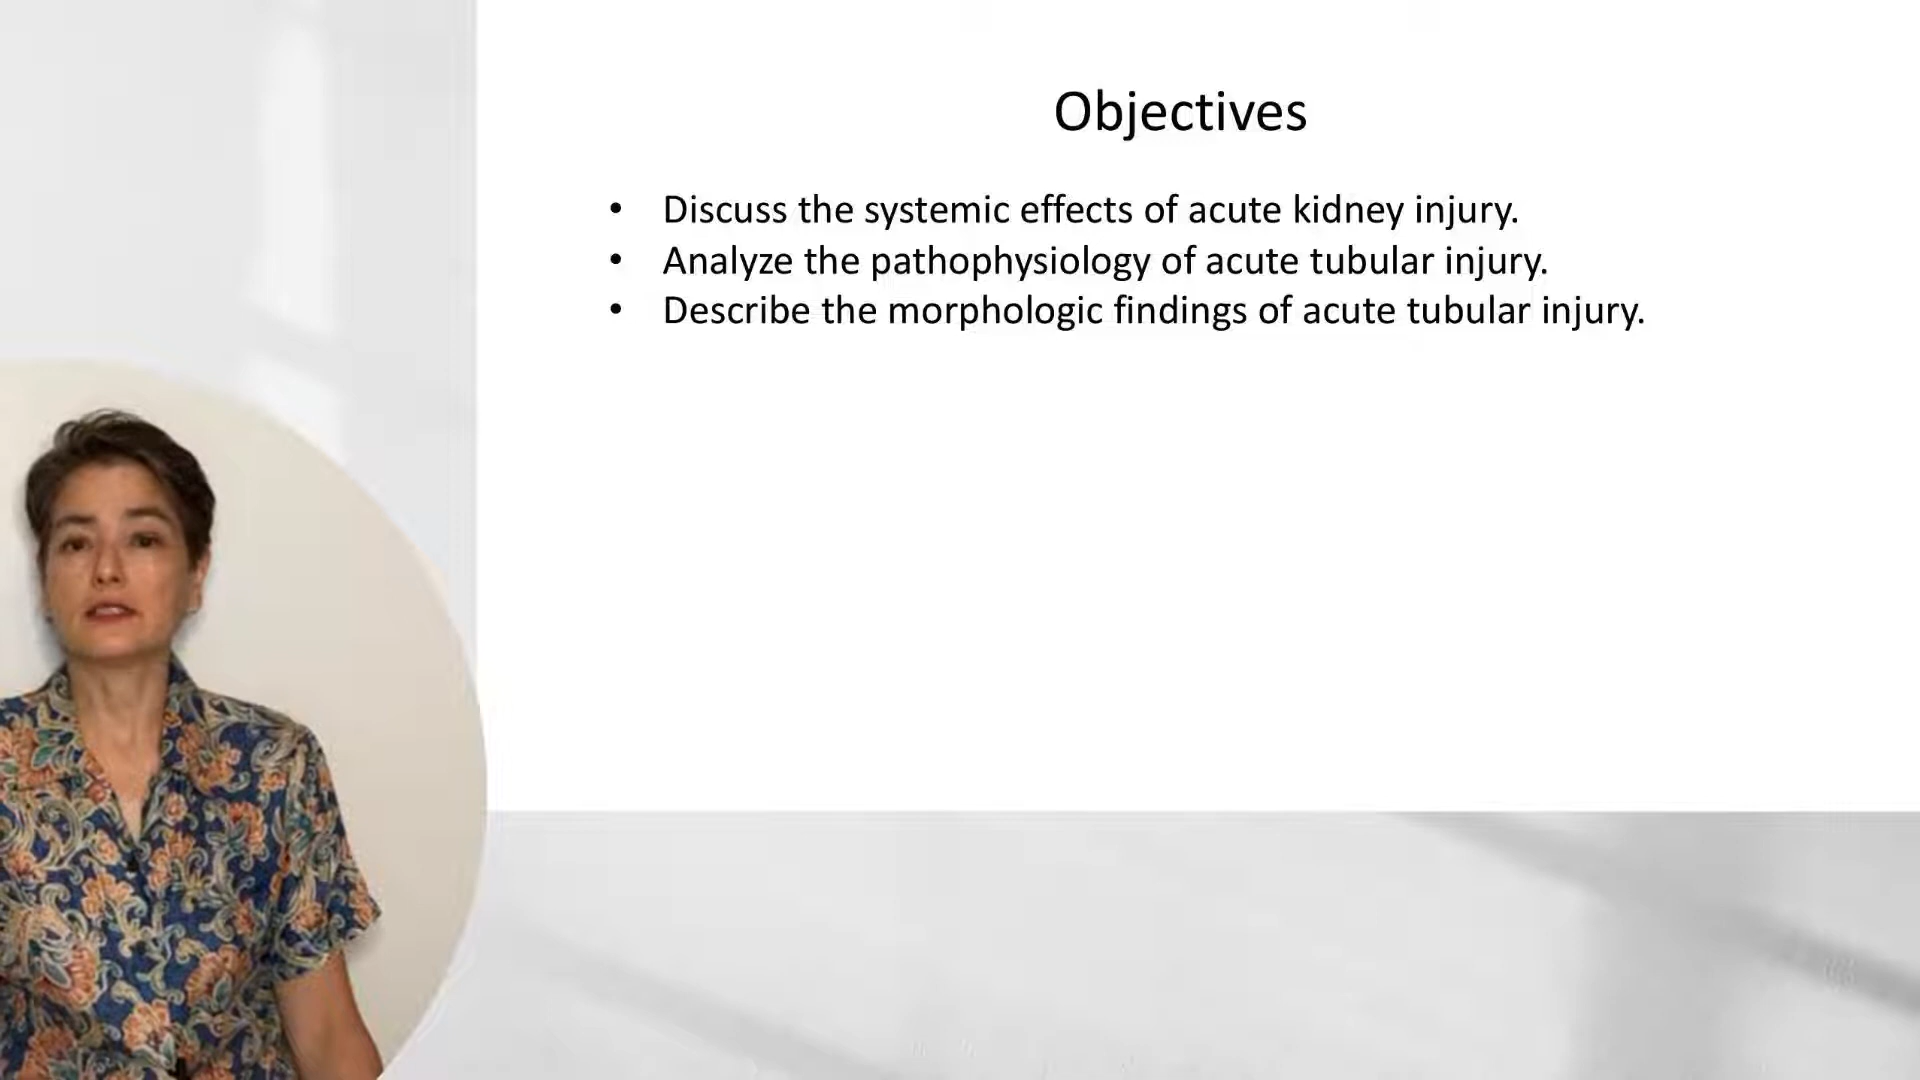 Objectives
• Discuss the systemic effects of acute kidney injury.
• Analyze the pathophysiology of acute tubular injury.
• Describe the morphologic findings of acute tubular injury.